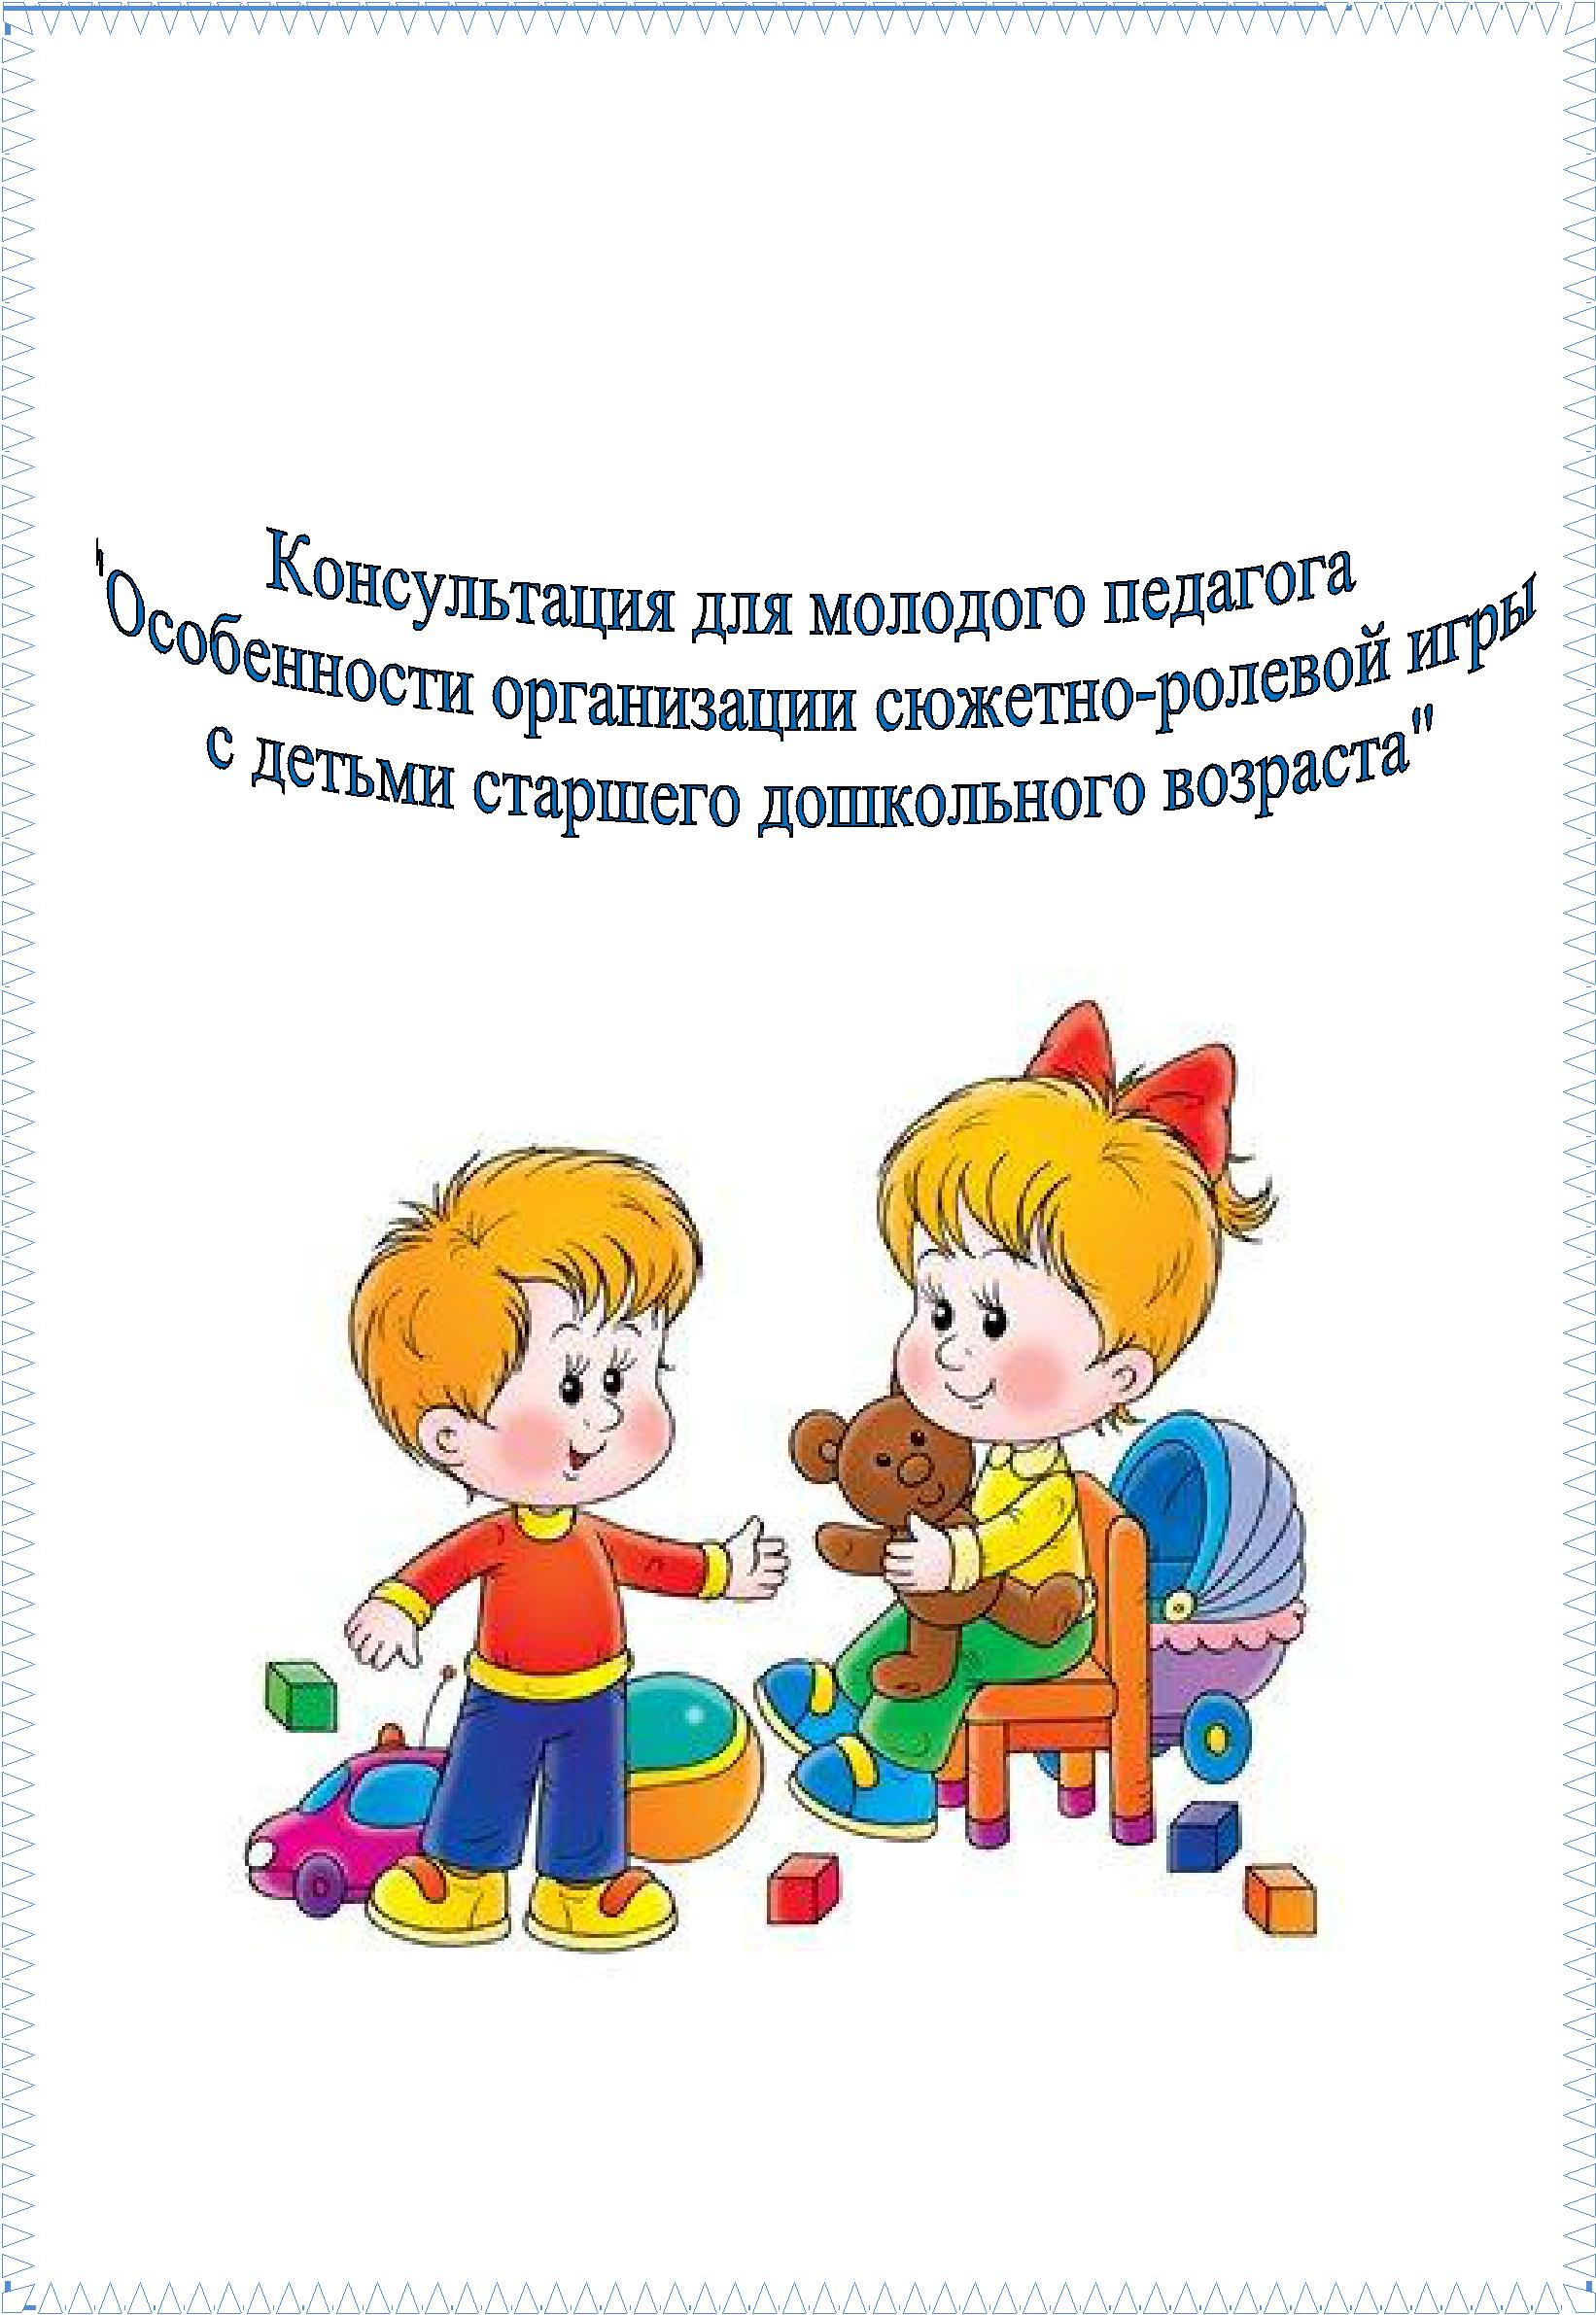 Консультация для молодого педагога
"Особенности организации сюжетно-ролевой игры
с детьми старшего дошкольного возраста"